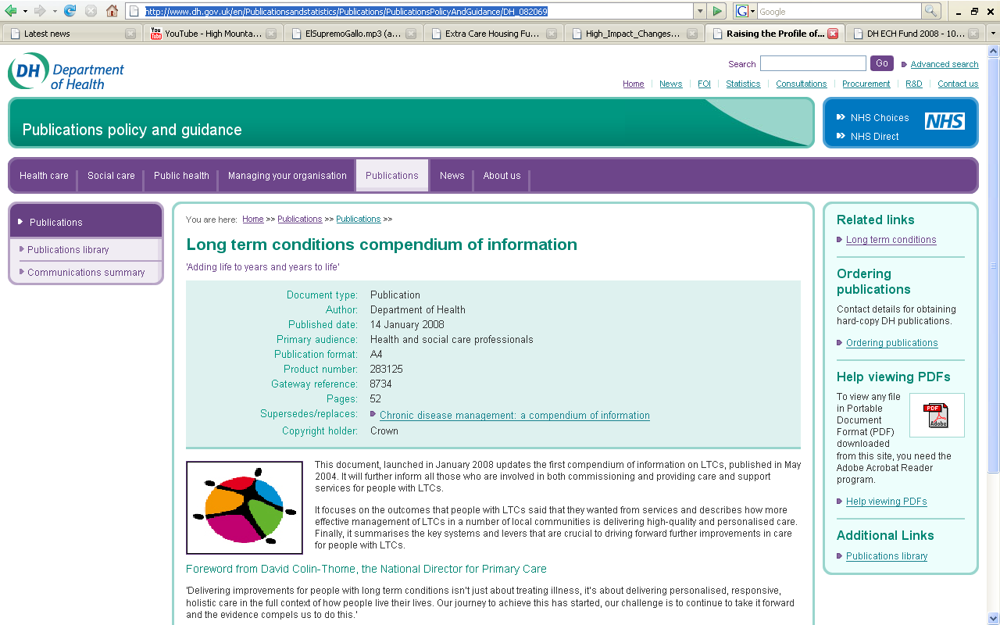 http://www.dh.gov.uk/en/Publicationsandstatistics/Publications/PublicationsPolicyAndGuidance/DH_082069
G
Google
Latest news
You Tube
YouTube - High Mounta...
ElSupremoGallo.mp3 (a...
Extra Care Housing Fu...
High_Impact_Changes...
Raising the Profile of...
DH ECH Fund 2008 - 10...
DH Department of Health
Search
Go
Advanced search
Home
News
FOI
Statistics
Consultations
Procurement
R&D
Contact us
Publications policy and guidance
NHS Choices
NHS Direct
NHS
Health care
Social care
Public health
Managing your organisation
Publications
News
About us
Publications
Publications library
Communications summary
You are here: Home >> Publications >> Publications >>
Long term conditions compendium of information
'Adding life to years and years to life'
Document type: Publication
Author: Department of Health
Published date: 14 January 2008
Primary audience: Health and social care professionals
Publication format: A4
Product number: 283125
Gateway reference: 8734
Pages: 52
Supersedes/replaces: Chronic disease management: a compendium of information
Copyright holder: Crown
This document, launched in January 2008 updates the first compendium of information on LTCs, published in May
2004. It will further inform all those who are involved in both commissioning and providing care and support
services for people with LTCs.
It focuses on the outcomes that people with LTCs said that they wanted from services and describes how more
effective management of LTCs in a number of local communities is delivering high-quality and personalised care.
Finally, it summarises the key systems and levers that are crucial to driving forward further improvements in care
for people with LTCs.
Foreword from David Colin-Thome, the National Director for Primary Care
'Delivering improvements for people with long term conditions isn't just about treating illness, it's about delivering personalised, responsive,
holistic care in the full context of how people live their lives. Our journey to achieve this has started, our challenge is to continue to take it forward
and the evidence compels us to do this.'
Related links
Long term conditions
Ordering
publications
Contact details for obtaining
hard-copy DH publications.
Ordering publications
Help viewing PDFs
To view any file
in Portable
Document
Format (PDF)
downloaded
from this site, you need the
Adobe Acrobat Reader
program.
PDF
Adobe
Help viewing PDFs
Additional Links
Publications library